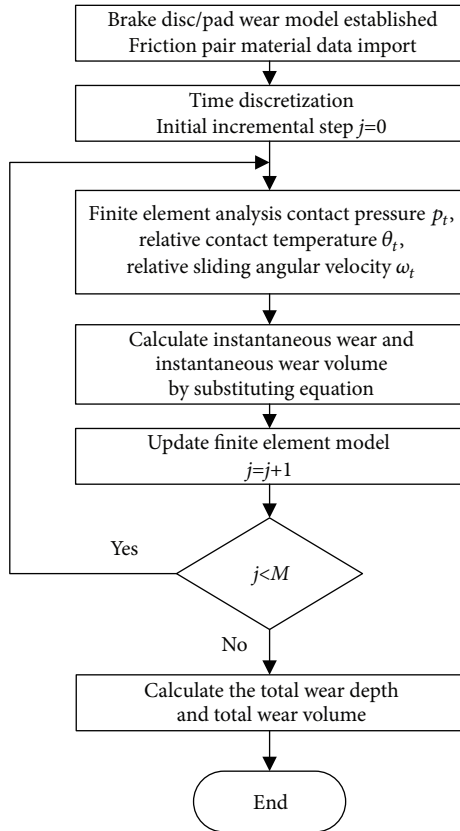 Brake disc/pad wear model established
Friction pair material data import
Time discretization
Initial incremental step j=0
Finite element analysis contact pressure pₜ,
relative contact temperature θₜ,
relative sliding angular velocity ωₜ
Calculate instantaneous wear and
instantaneous wear volume
by substituting equation
Update finite element model
j=j+1
Yes
j<M
No
Calculate the total wear depth
and total wear volume
End